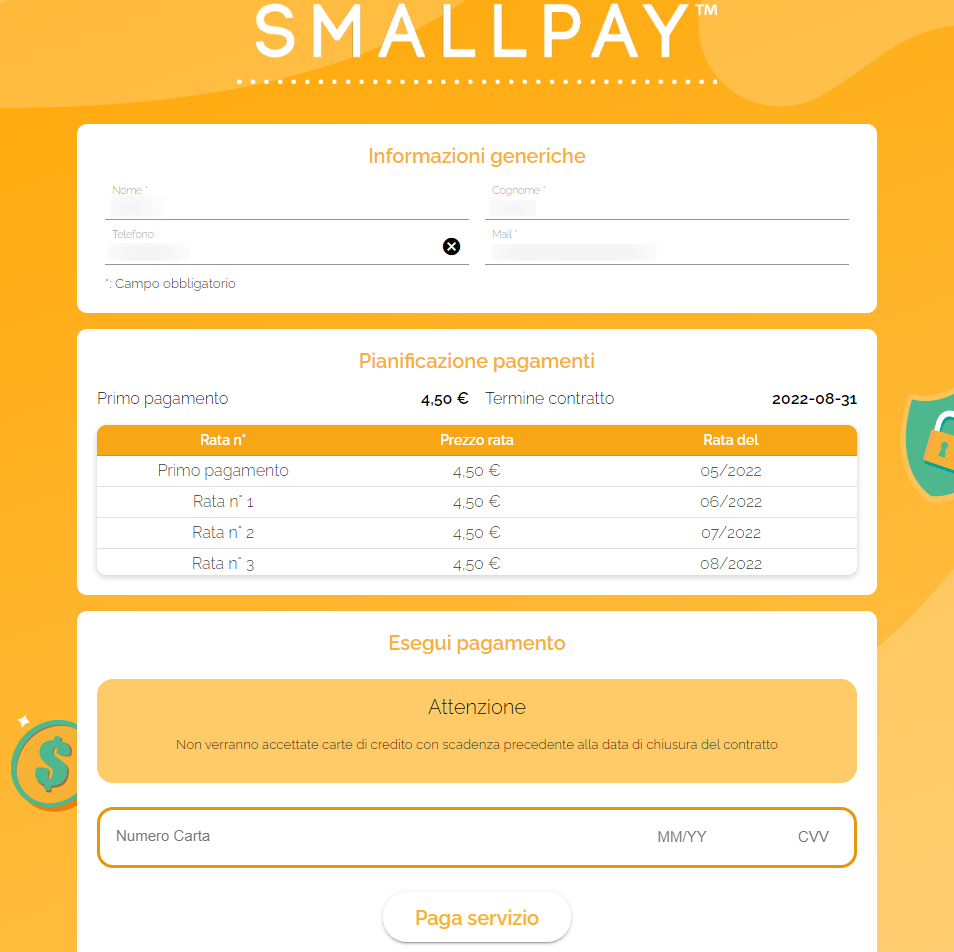 SMALLPAY™
Informazioni generiche
Nome * Cognome *
Telefono Mail *
*: Campo obbligatorio
Pianificazione pagamenti
Primo pagamento 4,50 € Termine contratto 2022-08-31
Rata n° Prezzo rata Rata del
Primo pagamento 4,50 € 05/2022
Rata n° 1 4,50 € 06/2022
Rata n° 2 4,50 € 07/2022
Rata n° 3 4,50 € 08/2022
Esegui pagamento
Attenzione
Non verranno accettate carte di credito con scadenza precedente alla data di chiusura del contratto
Numero Carta MM/YY CVV
Paga servizio